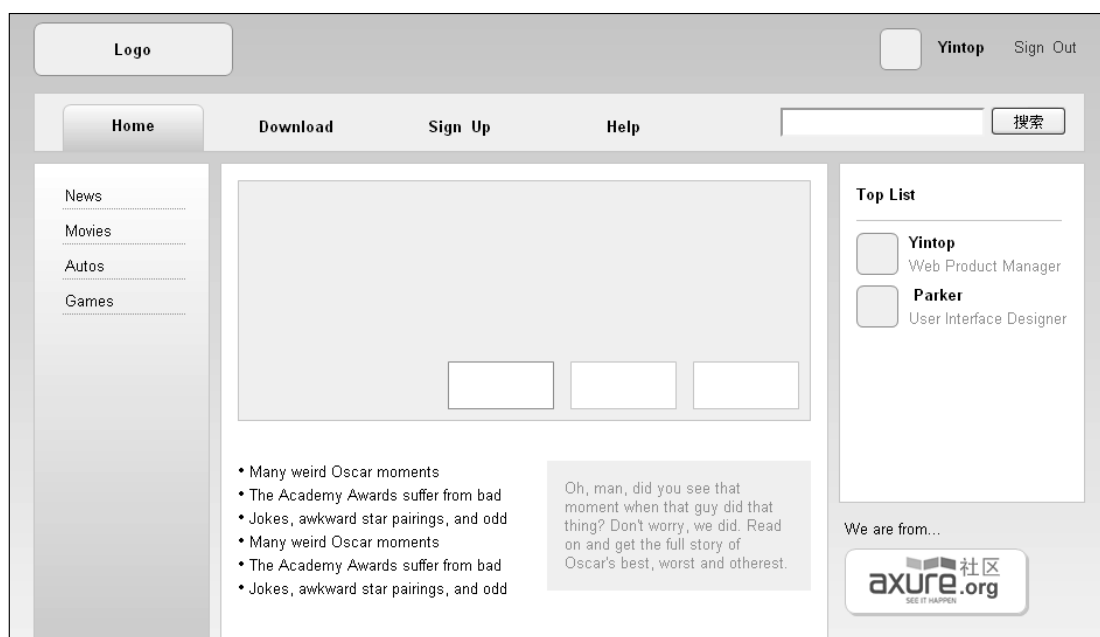 Logo
Yintop
Sign Out
Home
Download
Sign Up
Help
搜索
News
Movies
Autos
Games
Top List
Yintop
Web Product Manager
Parker
User Interface Designer
• Many weird Oscar moments
• The Academy Awards suffer from bad
• Jokes, awkward star pairings, and odd
• Many weird Oscar moments
• The Academy Awards suffer from bad
• Jokes, awkward star pairings, and odd
Oh, man, did you see that
moment when that guy did that
thing? Don't worry, we did. Read
on and get the full story of
Oscar's best, worst and otherest.
We are from...
社区
axure.org
SEE IT HAPPEN